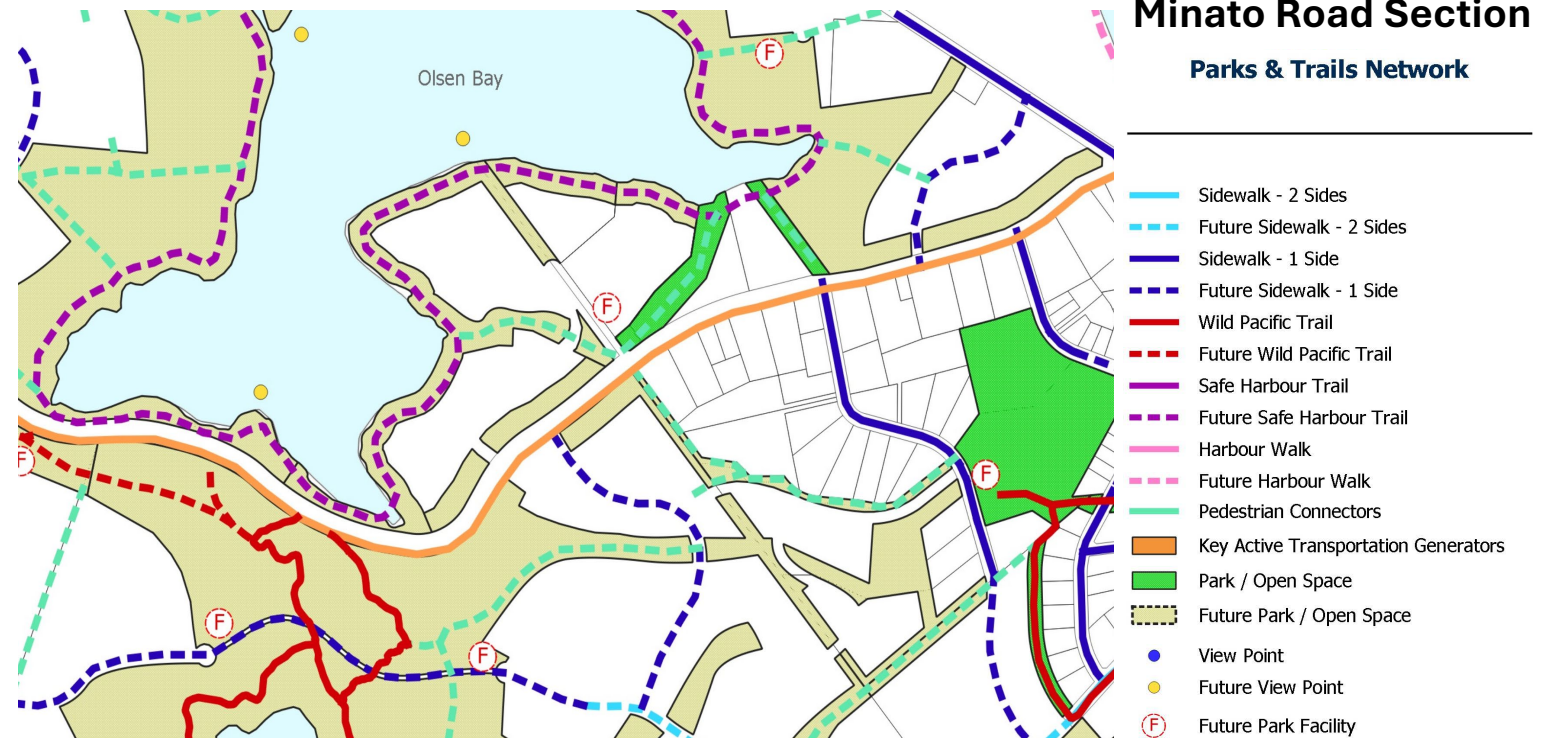 Minato Road Section
Parks & Trails Network
Olsen Bay
F
F
F
F
F
F
Sidewalk - 2 Sides
Future Sidewalk - 2 Sides
Sidewalk - 1 Side
Future Sidewalk - 1 Side
Wild Pacific Trail
Future Wild Pacific Trail
Safe Harbour Trail
Future Safe Harbour Trail
Harbour Walk
Future Harbour Walk
Pedestrian Connectors
Key Active Transportation Generators
Park / Open Space
Future Park / Open Space
View Point
Future View Point
F Future Park Facility